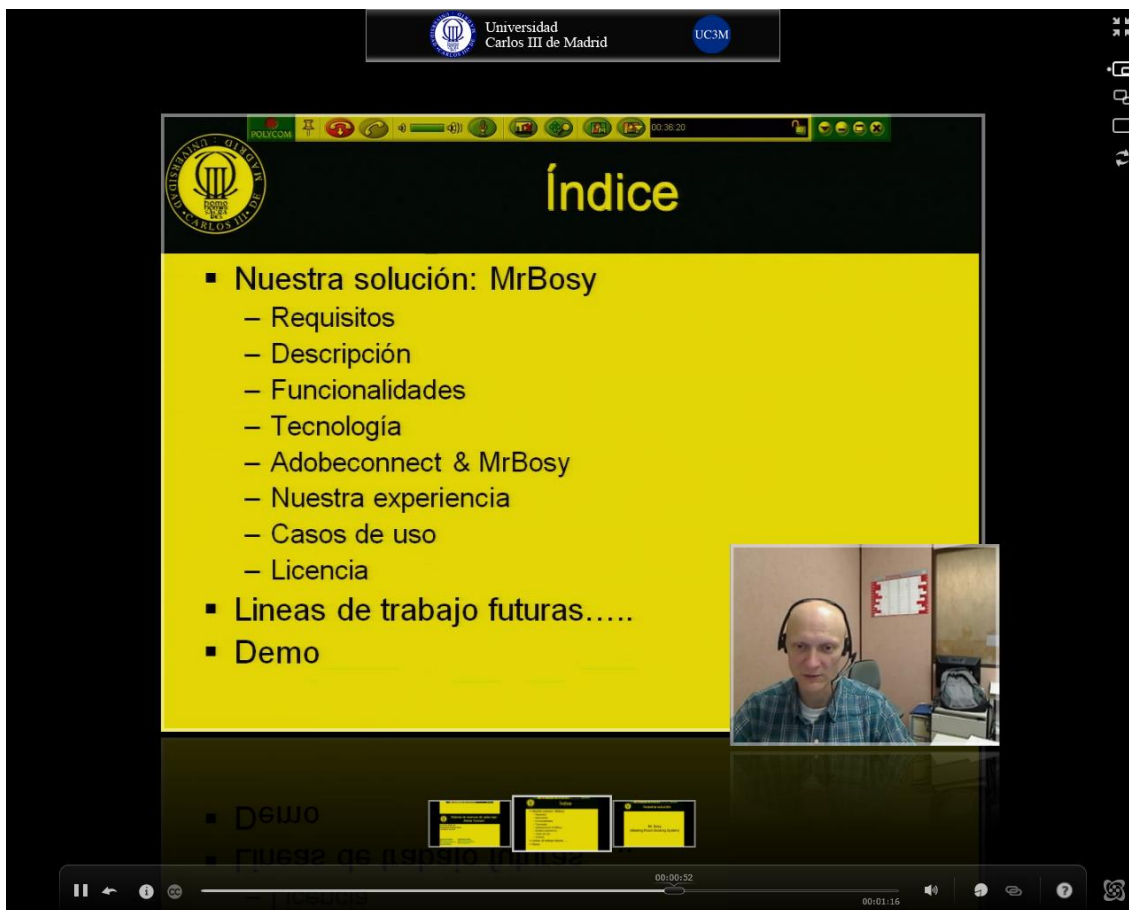 Universidad
Carlos III de Madrid
UC3M
POLYCOM
00:36:20
Índice
▪ Nuestra solución: MrBosy
– Requisitos
– Descripción
– Funcionalidades
– Tecnología
– Adobeconnect & MrBosy
– Nuestra experiencia
– Casos de uso
– Licencia
▪ Lineas de trabajo futuras.....
▪ Demo
Índice
00:00:52
00:01:16